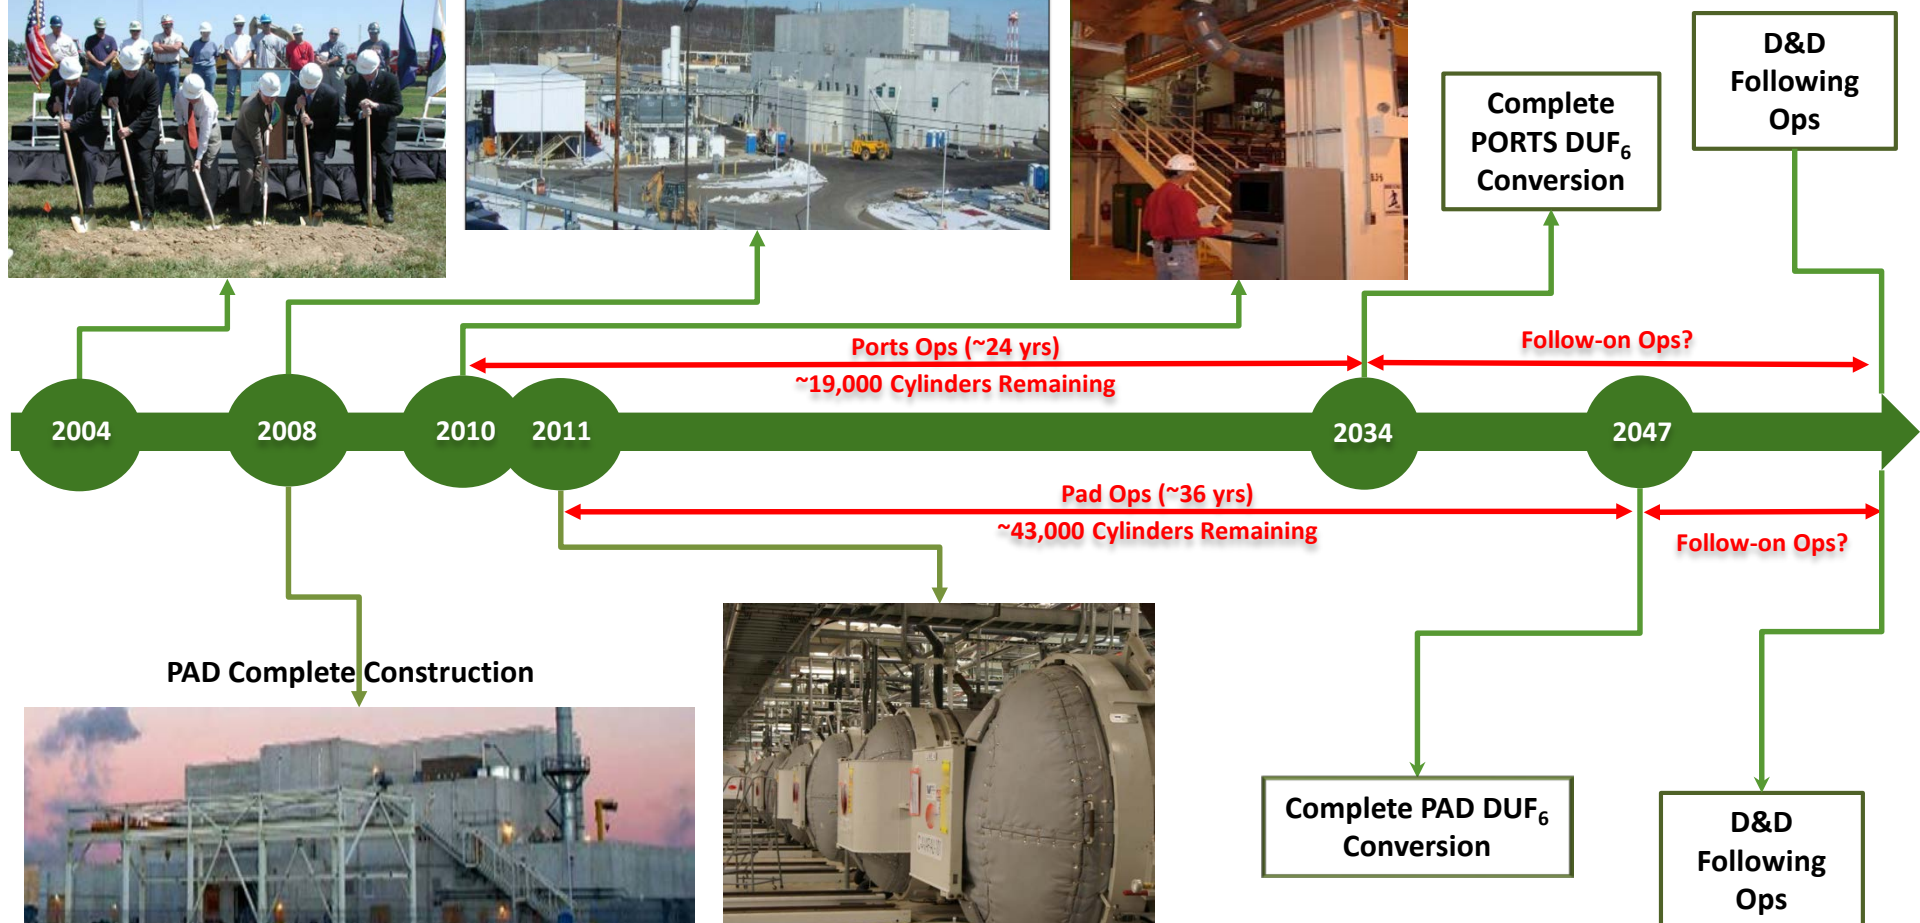 D&D
Following
Ops
Complete
PORTS DUF₆
Conversion
Ports Ops (~24 yrs)
~19,000 Cylinders Remaining
Follow-on Ops?
2004
2008
2010
2011
2034
2047
Pad Ops (~36 yrs)
~43,000 Cylinders Remaining
Follow-on Ops?
PAD Complete Construction
Complete PAD DUF₆
Conversion
D&D
Following
Ops